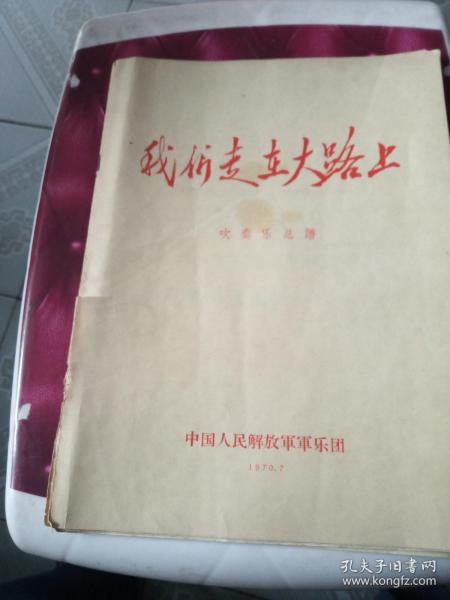 我们走在大路上
吹奏乐总谱
中国人民解放軍軍乐团
1970.7
孔夫子旧书网
www.kongfz.com